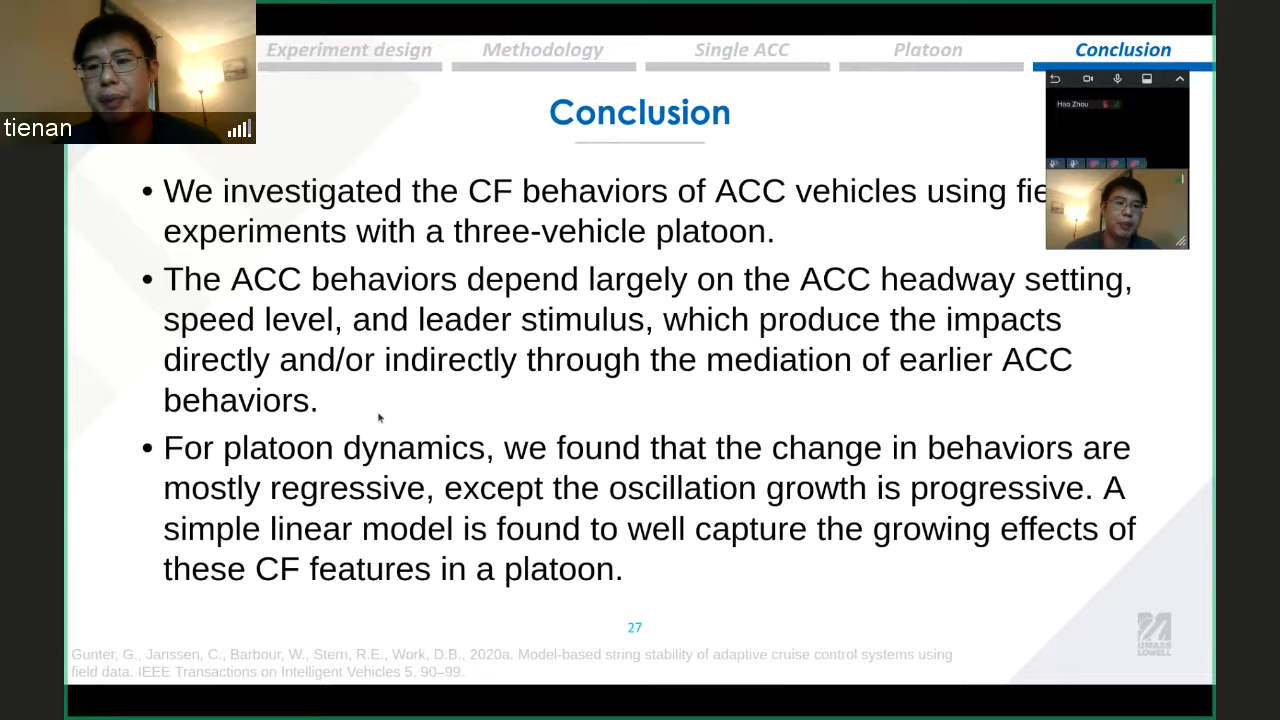 Experiment design
Methodology
Single ACC
Platoon
Conclusion
tienan
Hao Zhou
Conclusion
• We investigated the CF behaviors of ACC vehicles using
experiments with a three-vehicle platoon.
• The ACC behaviors depend largely on the ACC headway setting,
speed level, and leader stimulus, which produce the impacts
directly and/or indirectly through the mediation of earlier ACC
behaviors.
• For platoon dynamics, we found that the change in behaviors are
mostly regressive, except the oscillation growth is progressive. A
simple linear model is found to well capture the growing effects of
these CF features in a platoon.
27
Gunter, G., Janssen, C., Barbour, W., Stern, R.E., Work, D.B., 2020a. Model-based string stability of adaptive cruise control systems using
field data. IEEE Transactions on Intelligent Vehicles 5, 90–99.
UMASS
LOWELL